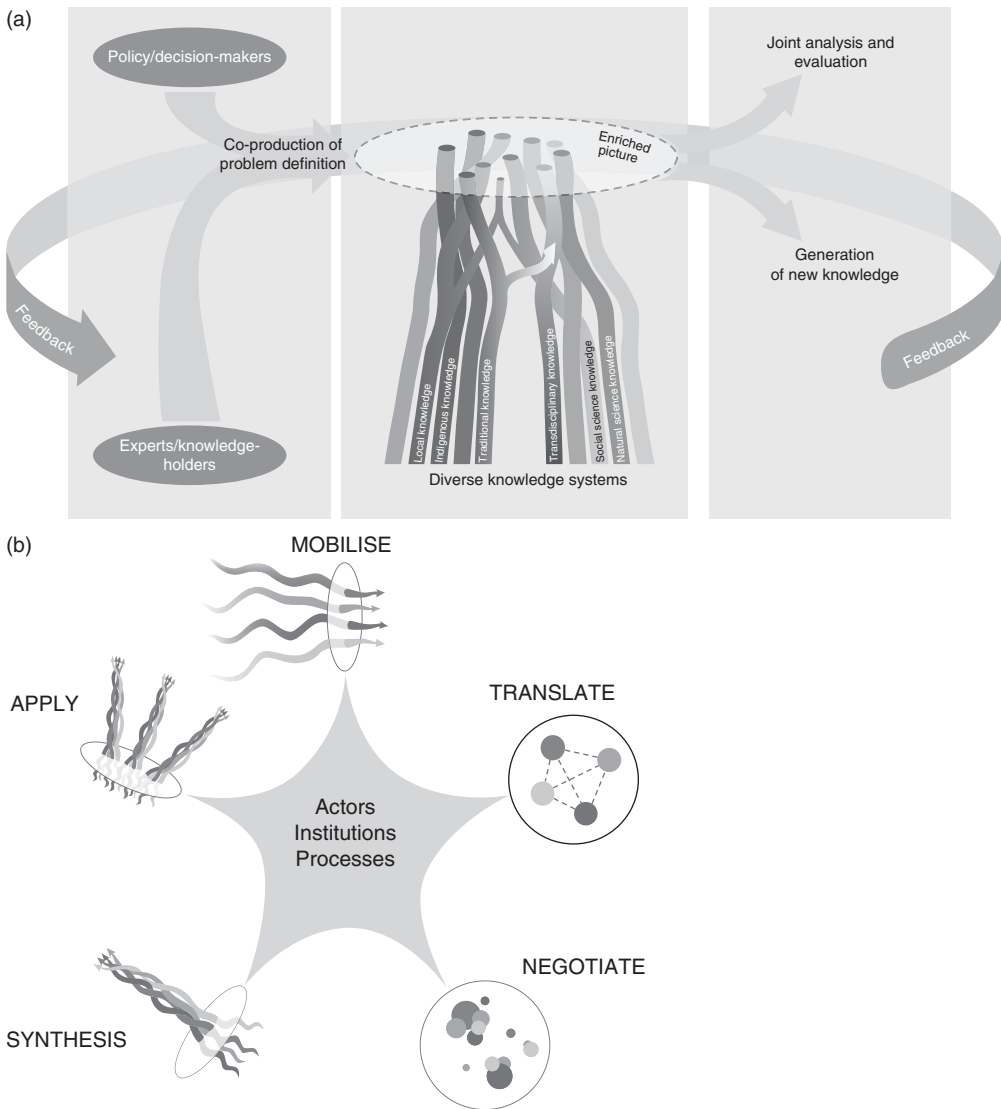 (a)
Policy/decision-makers
Co-production of
problem definition
Experts/knowledge-
holders
Feedback
Enriched
picture
Local knowledge
Indigenous knowledge
Traditional knowledge
Transdisciplinary knowledge
Social science knowledge
Natural science knowledge
Diverse knowledge systems
Joint analysis and
evaluation
Generation
of new knowledge
Feedback
(b)
MOBILISE
APPLY
TRANSLATE
Actors
Institutions
Processes
NEGOTIATE
SYNTHESIS